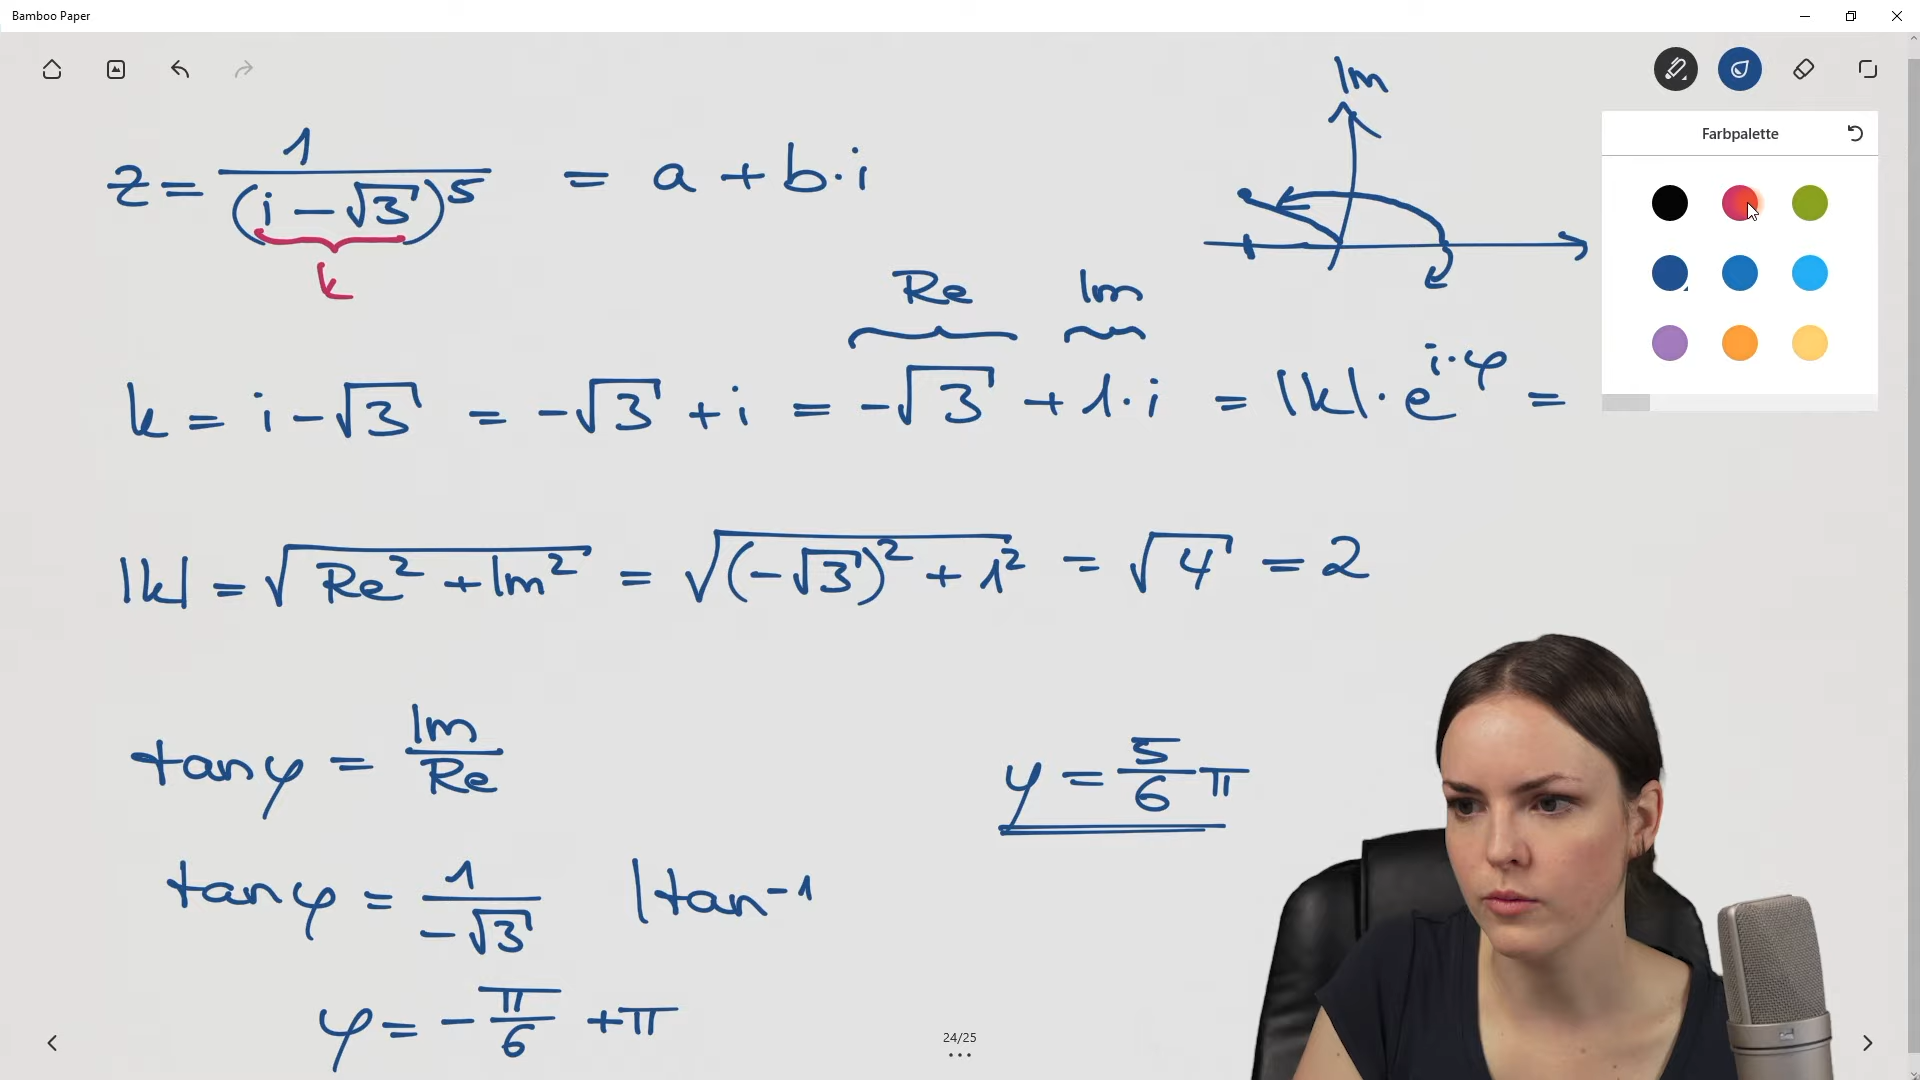 Bamboo Paper
Im
Farbpalette
z = 1/(i − √3)^5 = a + b·i
k
Re Im
k = i − √3 = −√3 + i = −√3 + 1·i = |k|·e^(i·φ) =
|k| = √(Re² + Im²) = √((−√3)² + 1²) = √4 = 2
tan φ = Im/Re
φ = 5/6 π
tan φ = 1/(−√3) |tan⁻¹
φ = −π/6 + π
24/25